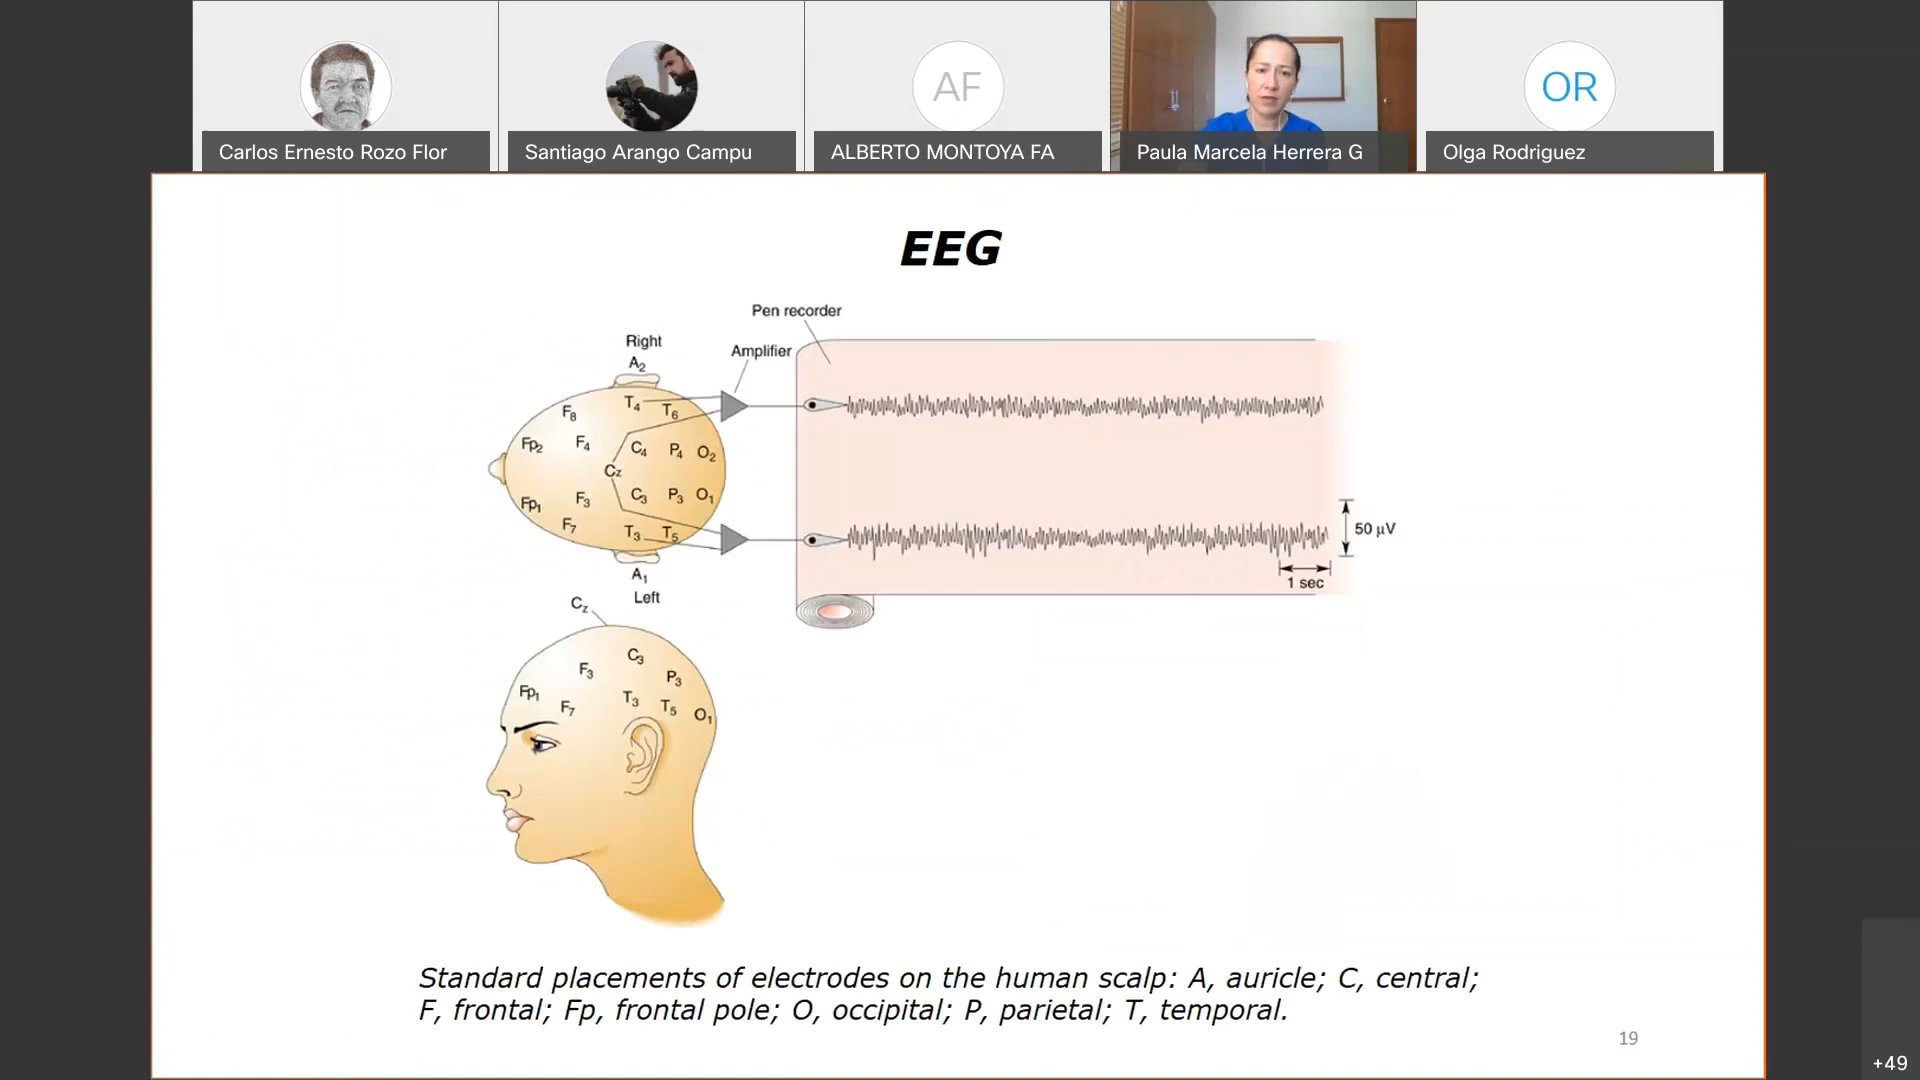 AF
OR
Carlos Ernesto Rozo Flor
Santiago Arango Campu
ALBERTO MONTOYA FA
Paula Marcela Herrera G
Olga Rodriguez
EEG
Pen recorder
Right
Amplifier
A2
T4
T6
F8
Fp2
F4
C4
P4
O2
Cz
Fp1
F3
C3
P3
O1
F7
T3
T5
50 µV
1 sec
A1
Left
Cz
C3
F3
P3
Fp1
T3
F7
T5
O1
Standard placements of electrodes on the human scalp: A, auricle; C, central;
F, frontal; Fp, frontal pole; O, occipital; P, parietal; T, temporal.
19
+49